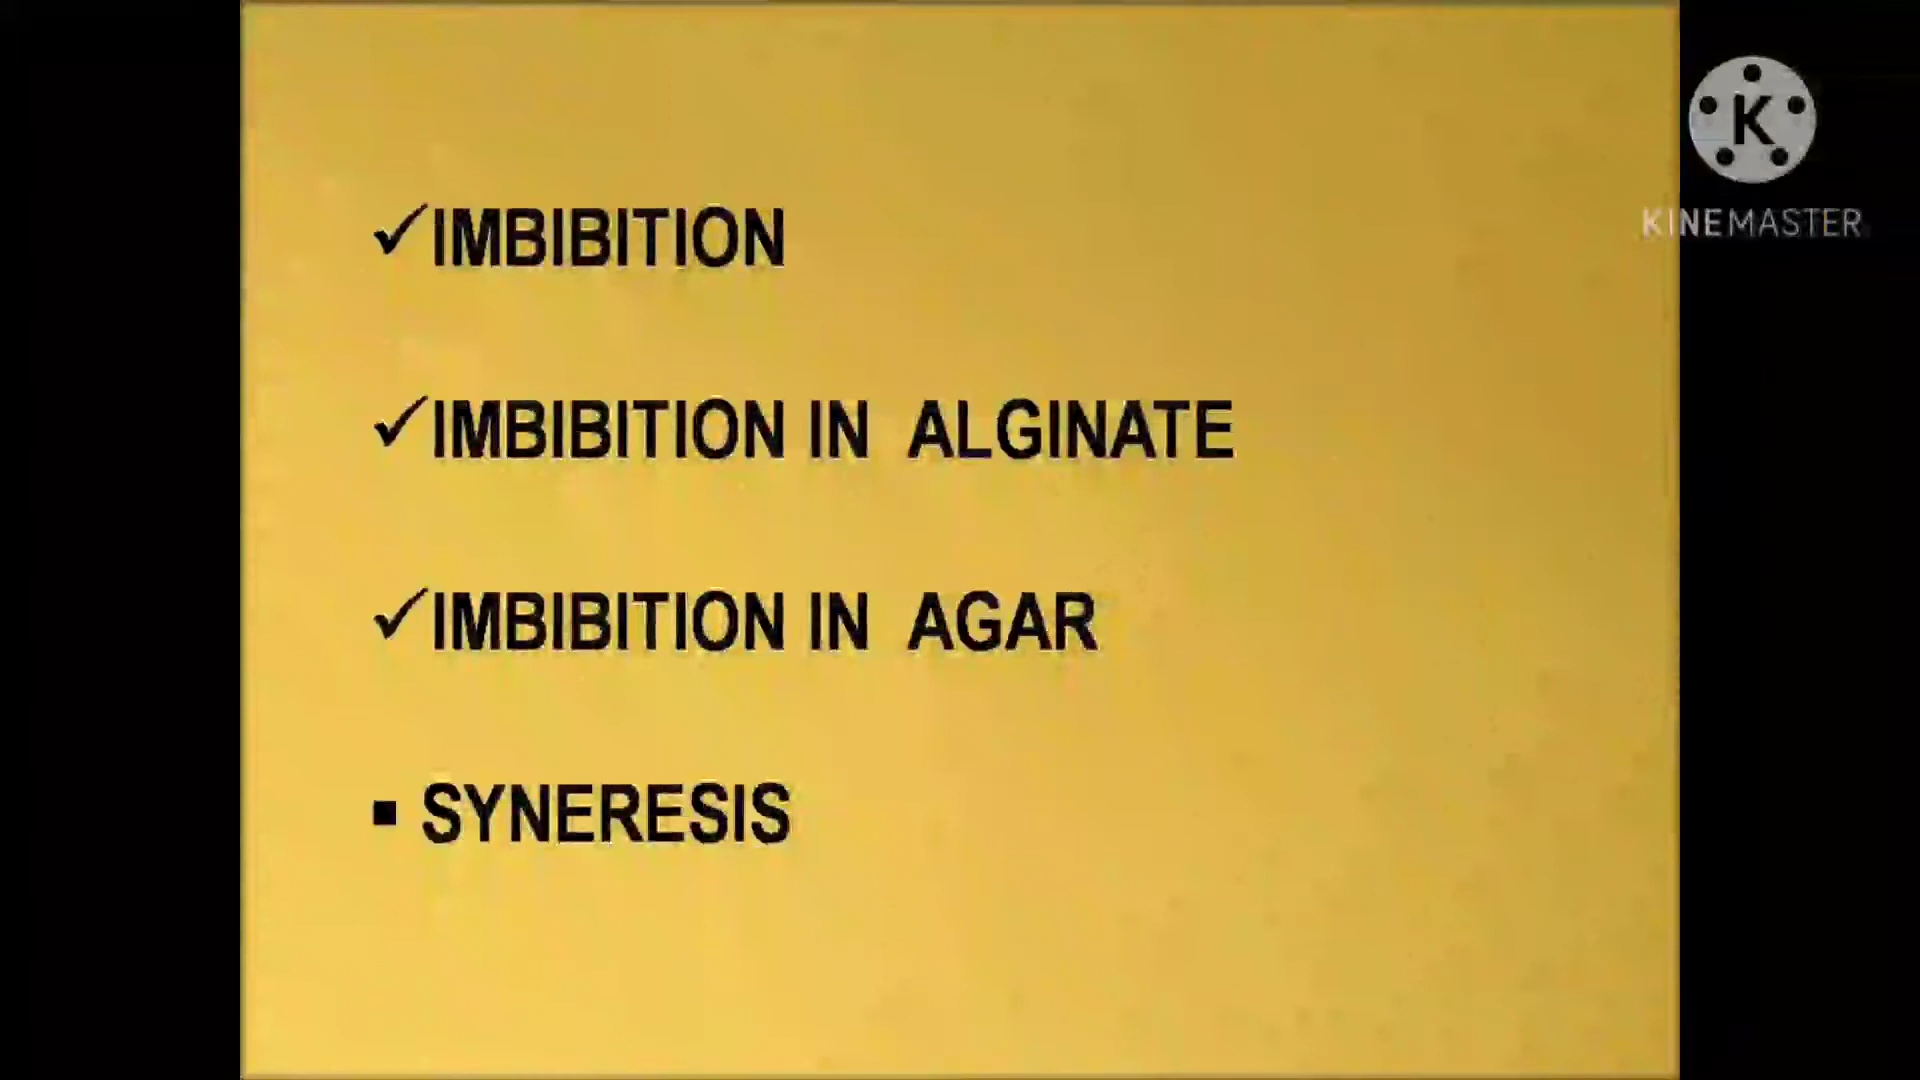 ✓IMBIBITION
✓IMBIBITION IN ALGINATE
✓IMBIBITION IN AGAR
▪ SYNERESIS
K
KINEMASTER